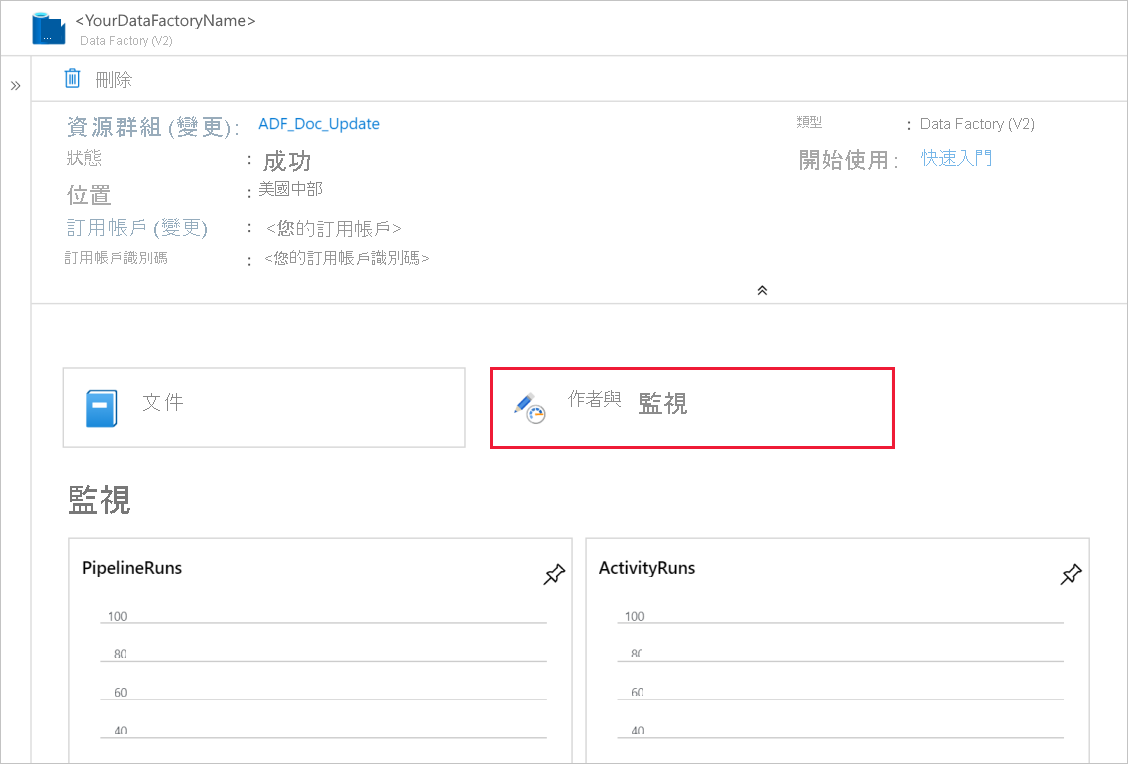 <YourDataFactoryName>
Data Factory (V2)
»
刪除
資源群組 (變更): ADF_Doc_Update
狀態 : 成功
位置 : 美國中部
訂用帳戶 (變更) : <您的訂用帳戶>
訂用帳戶識別碼 : <您的訂用帳戶識別碼>
類型 : Data Factory (V2)
開始使用: 快速入門
文件
作者與 監視
監視
PipelineRuns
100
80
60
40
ActivityRuns
100
80
60
40